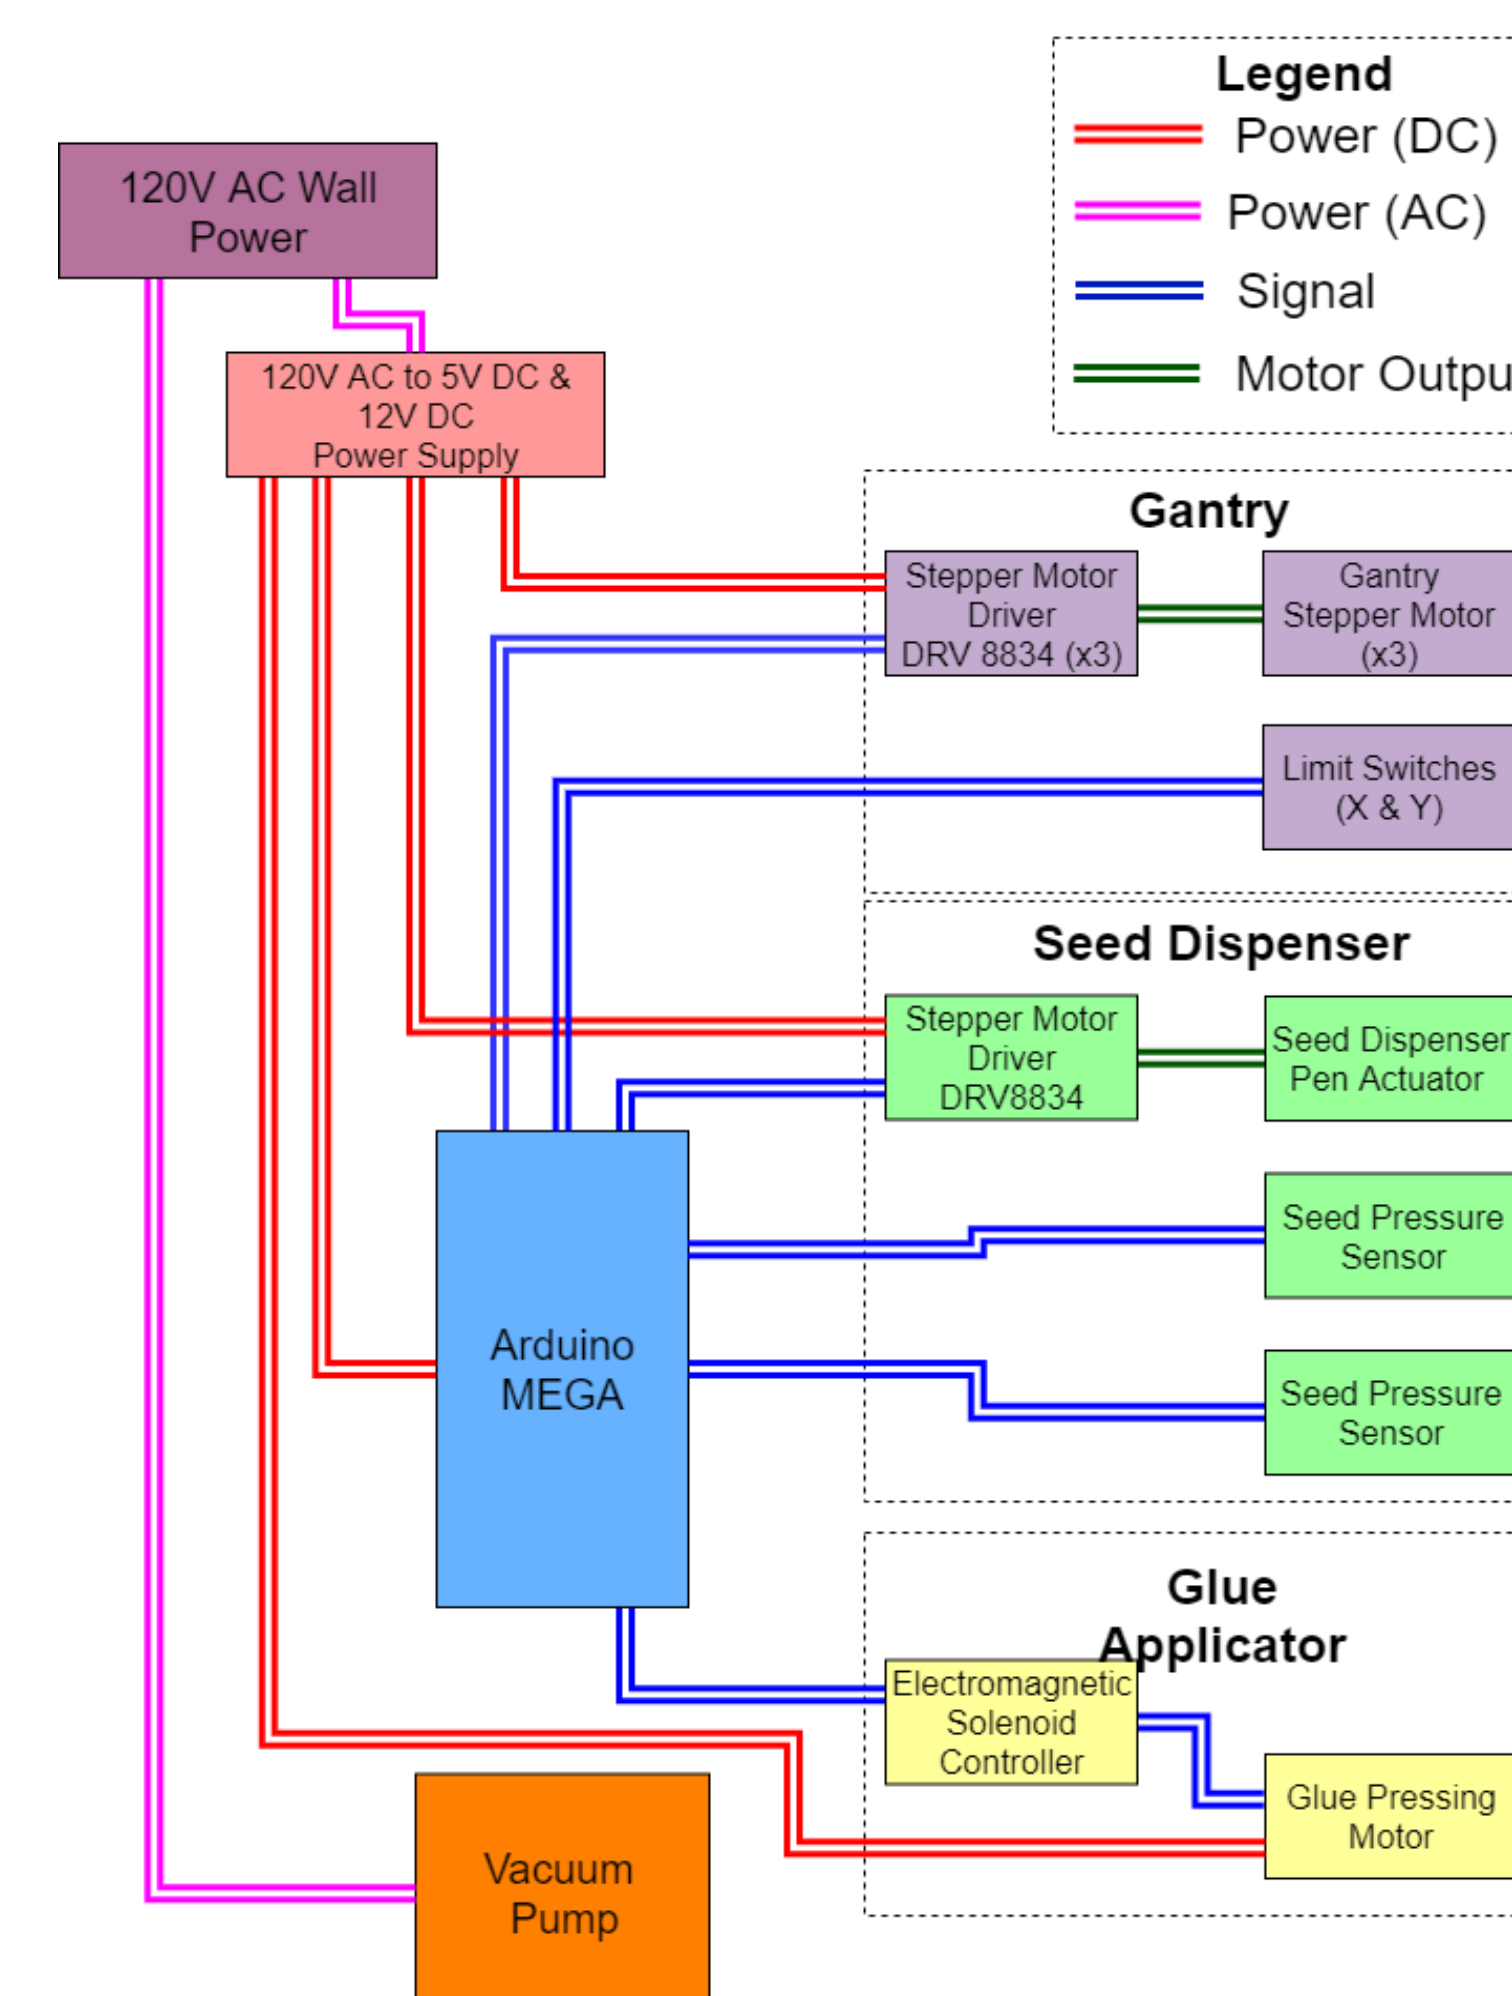 Legend
Power (DC)
Power (AC)
Signal
Motor Outpu
120V AC Wall
Power
120V AC to 5V DC &
12V DC
Power Supply
Gantry
Stepper Motor
Driver
DRV 8834 (x3)
Gantry
Stepper Motor
(x3)
Limit Switches
(X & Y)
Seed Dispenser
Stepper Motor
Driver
DRV8834
Seed Dispenser
Pen Actuator
Seed Pressure
Sensor
Arduino
MEGA
Seed Pressure
Sensor
Glue
Applicator
Electromagnetic
Solenoid
Controller
Glue Pressing
Motor
Vacuum
Pump